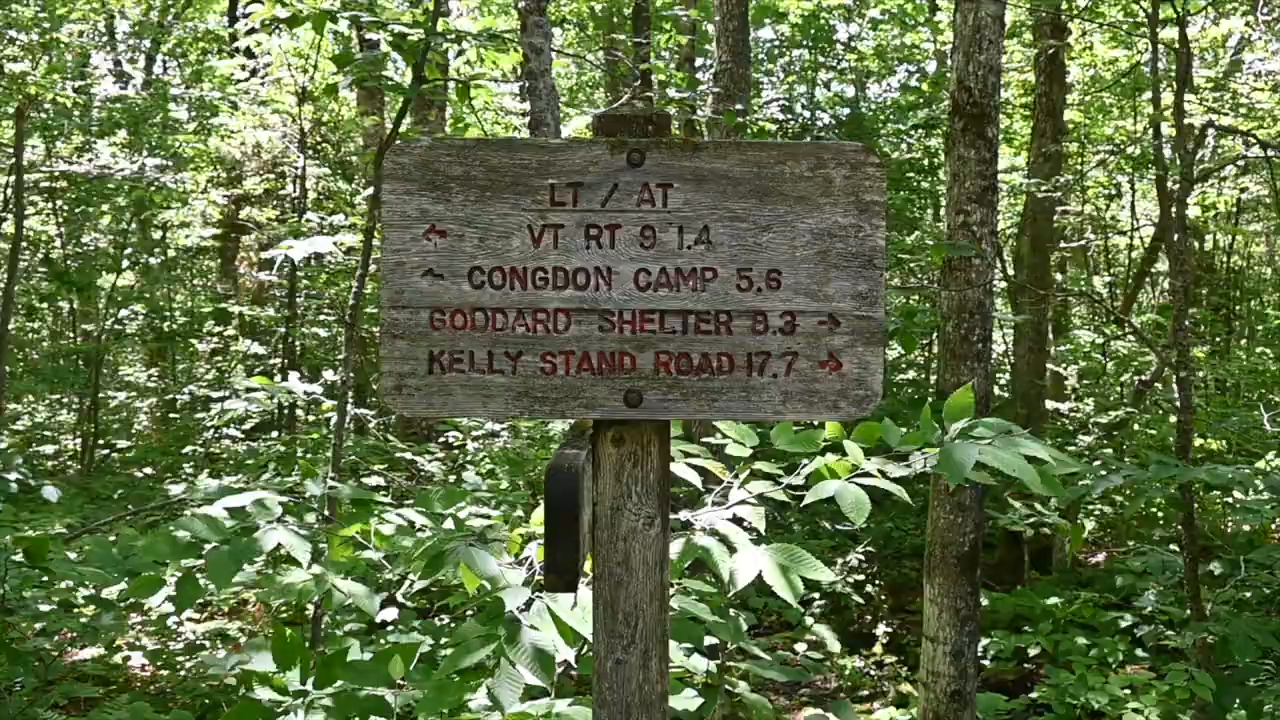 LT / AT
← VT RT 9 1.4
← CONGDON CAMP 5.6
GODDARD SHELTER 8.3 →
KELLY STAND ROAD 17.7 →